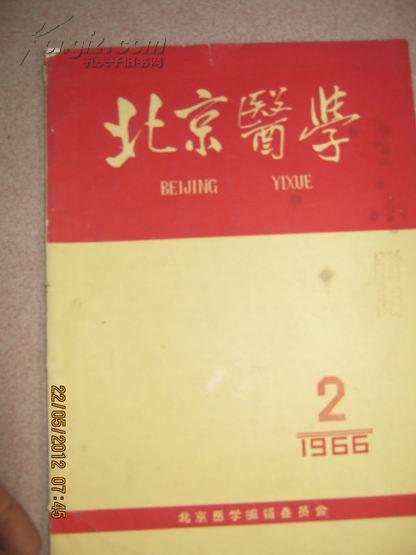 Kongfz.com
孔夫子旧书网
北京醫學
BEIJING YIXUE
2
1966
北京医学编辑委员会
22/05/2012 07:45